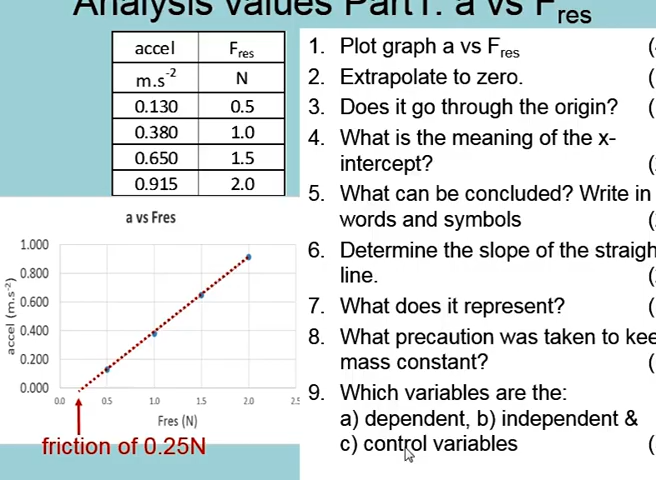 Analysis values Part1: a vs Fres
accel Fres
m.s-2 N
0.130 0.5
0.380 1.0
0.650 1.5
0.915 2.0
1. Plot graph a vs Fres (
2. Extrapolate to zero. (
3. Does it go through the origin? (
4. What is the meaning of the x-
intercept? (
5. What can be concluded? Write in
words and symbols (
6. Determine the slope of the straigh
line. (
7. What does it represent? (
8. What precaution was taken to kee
mass constant? (
9. Which variables are the:
a) dependent, b) independent &
c) control variables (
a vs Fres
accel (m.s-2)
1.000
0.800
0.600
0.400
0.200
0.000
0.0 0.5 1.0 1.5 2.0 2.5
Fres (N)
friction of 0.25N